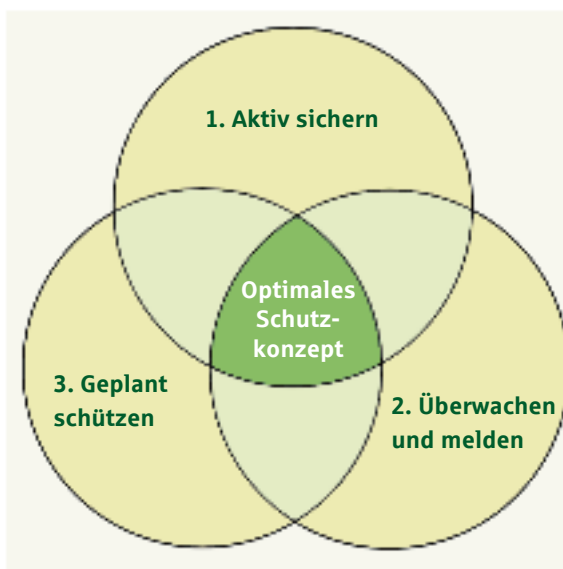 1. Aktiv sichern
Optimales
Schutz-
konzept
3. Geplant
schützen
2. Überwachen
und melden